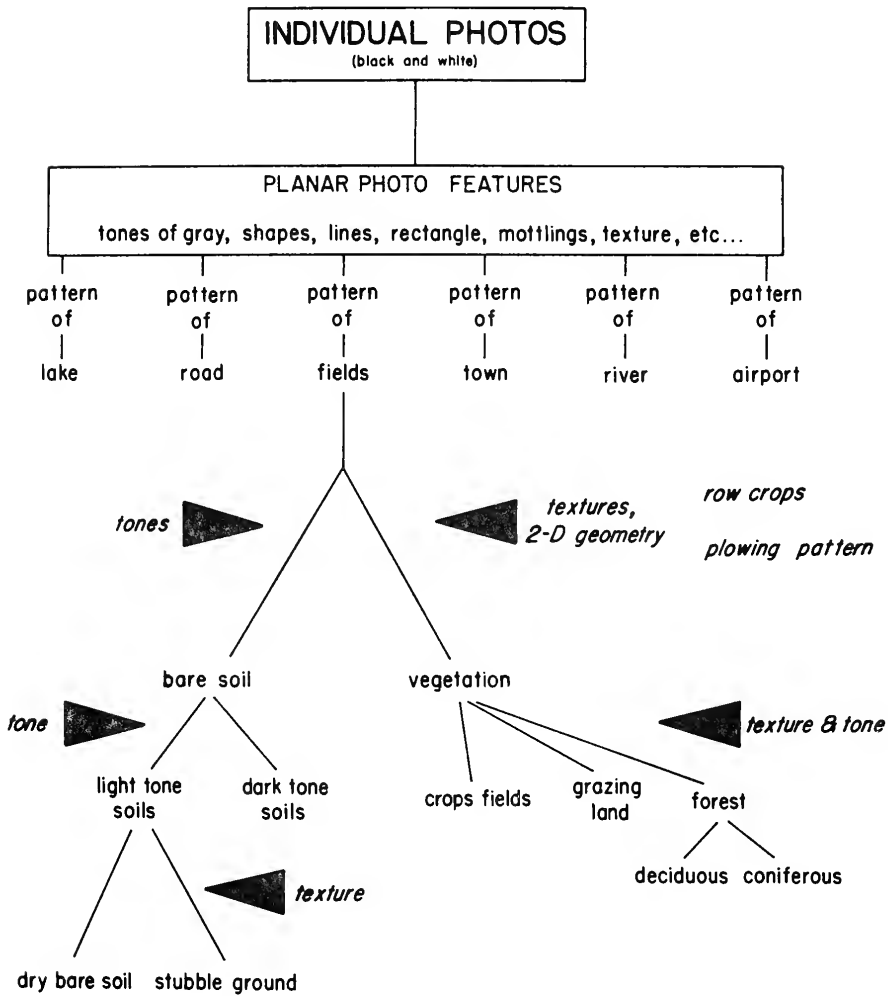 INDIVIDUAL PHOTOS
(black and white)
PLANAR PHOTO FEATURES
tones of gray, shapes, lines, rectangle, mottlings, texture, etc...
pattern of lake
pattern of road
pattern of fields
pattern of town
pattern of river
pattern of airport
tones
textures,
2-D geometry
row crops
plowing pattern
bare soil
vegetation
tone
texture & tone
light tone
soils
dark tone
soils
crops fields
grazing
land
forest
deciduous
coniferous
texture
dry bare soil
stubble ground